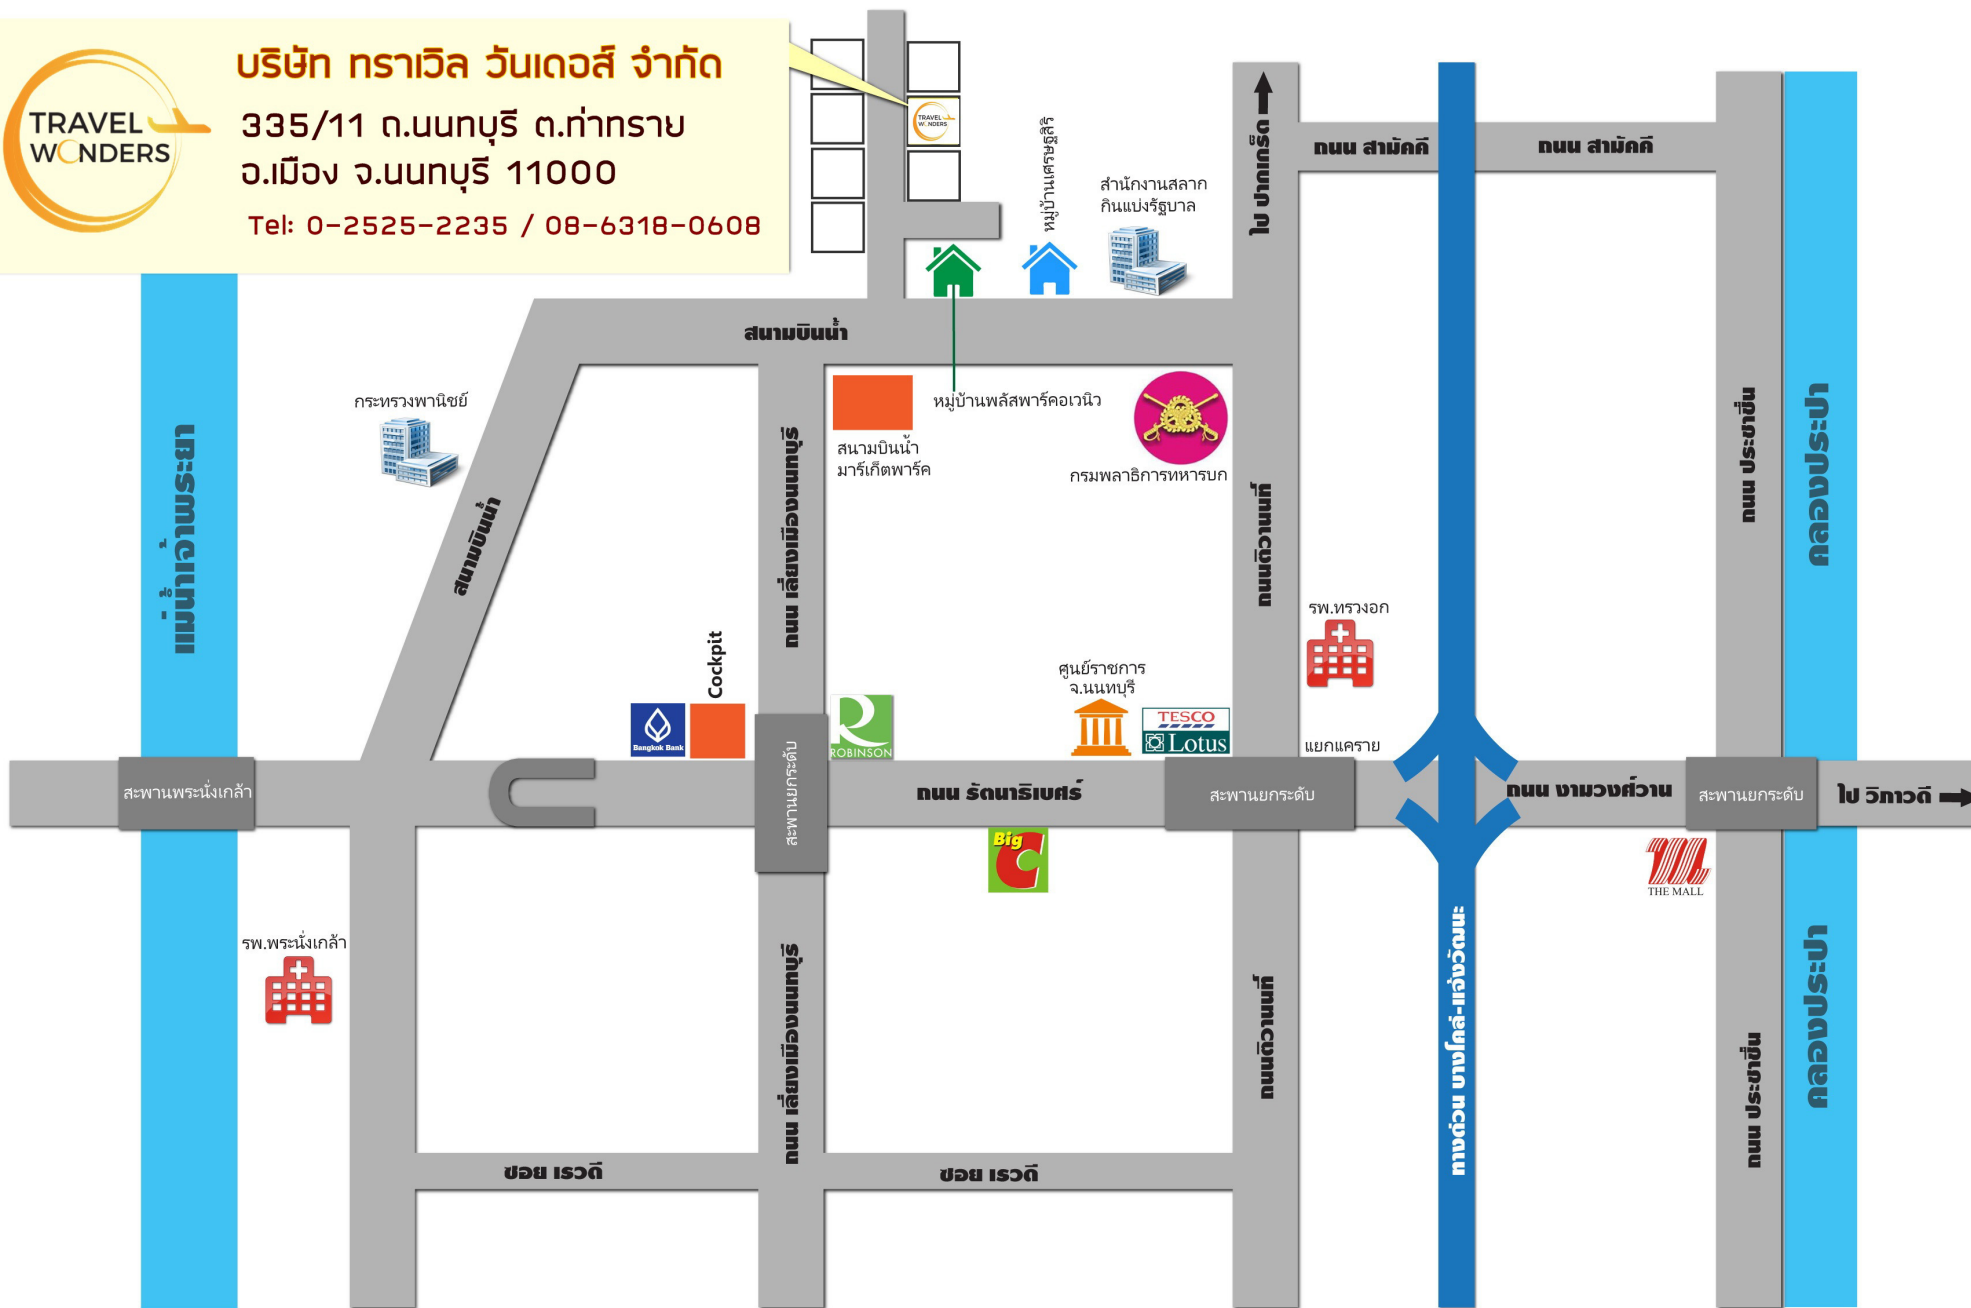 TRAVEL
WONDERS
บริษัท ทราเวิล วันเดอส์ จำกัด
335/11 ถ.นนทบุรี ต.ท่าทราย
อ.เมือง จ.นนทบุรี 11000
Tel: 0-2525-2235 / 08-6318-0608
TRAVEL
WONDERS
หมู่บ้านเศรษฐสิริ
สำนักงานสลาก
กินแบ่งรัฐบาล
ไป ปากเกร็ด
ถนน สามัคคี
ถนน สามัคคี
สนามบินน้ำ
กระทรวงพานิชย์
สนามบินน้ำ
มาร์เก็ตพาร์ค
หมู่บ้านพลัสพาร์คอเวนิว
กรมพลาธิการทหารบก
แม่น้ำเจ้าพระยา
สนามบินน้ำ
ถนน เลี่ยงเมืองนนทบุรี
ถนนติวานนท์
ถนน ประชาชื่น
คลองประปา
รพ.ทรวงอก
Cockpit
Bangkok Bank
ROBINSON
ศูนย์ราชการ
จ.นนทบุรี
TESCO
Lotus
แยกแคราย
สะพานพระนั่งเกล้า
สะพานยกระดับ
ถนน รัตนาธิเบศร์
สะพานยกระดับ
ถนน งามวงศ์วาน
สะพานยกระดับ
ไป วิภาวดี
Big C
THE MALL
รพ.พระนั่งเกล้า
ถนน เลี่ยงเมืองนนทบุรี
ถนนติวานนท์
ทางด่วน บางโคล่-แจ้งวัฒนะ
ถนน ประชาชื่น
คลองประปา
ซอย เรวดี
ซอย เรวดี